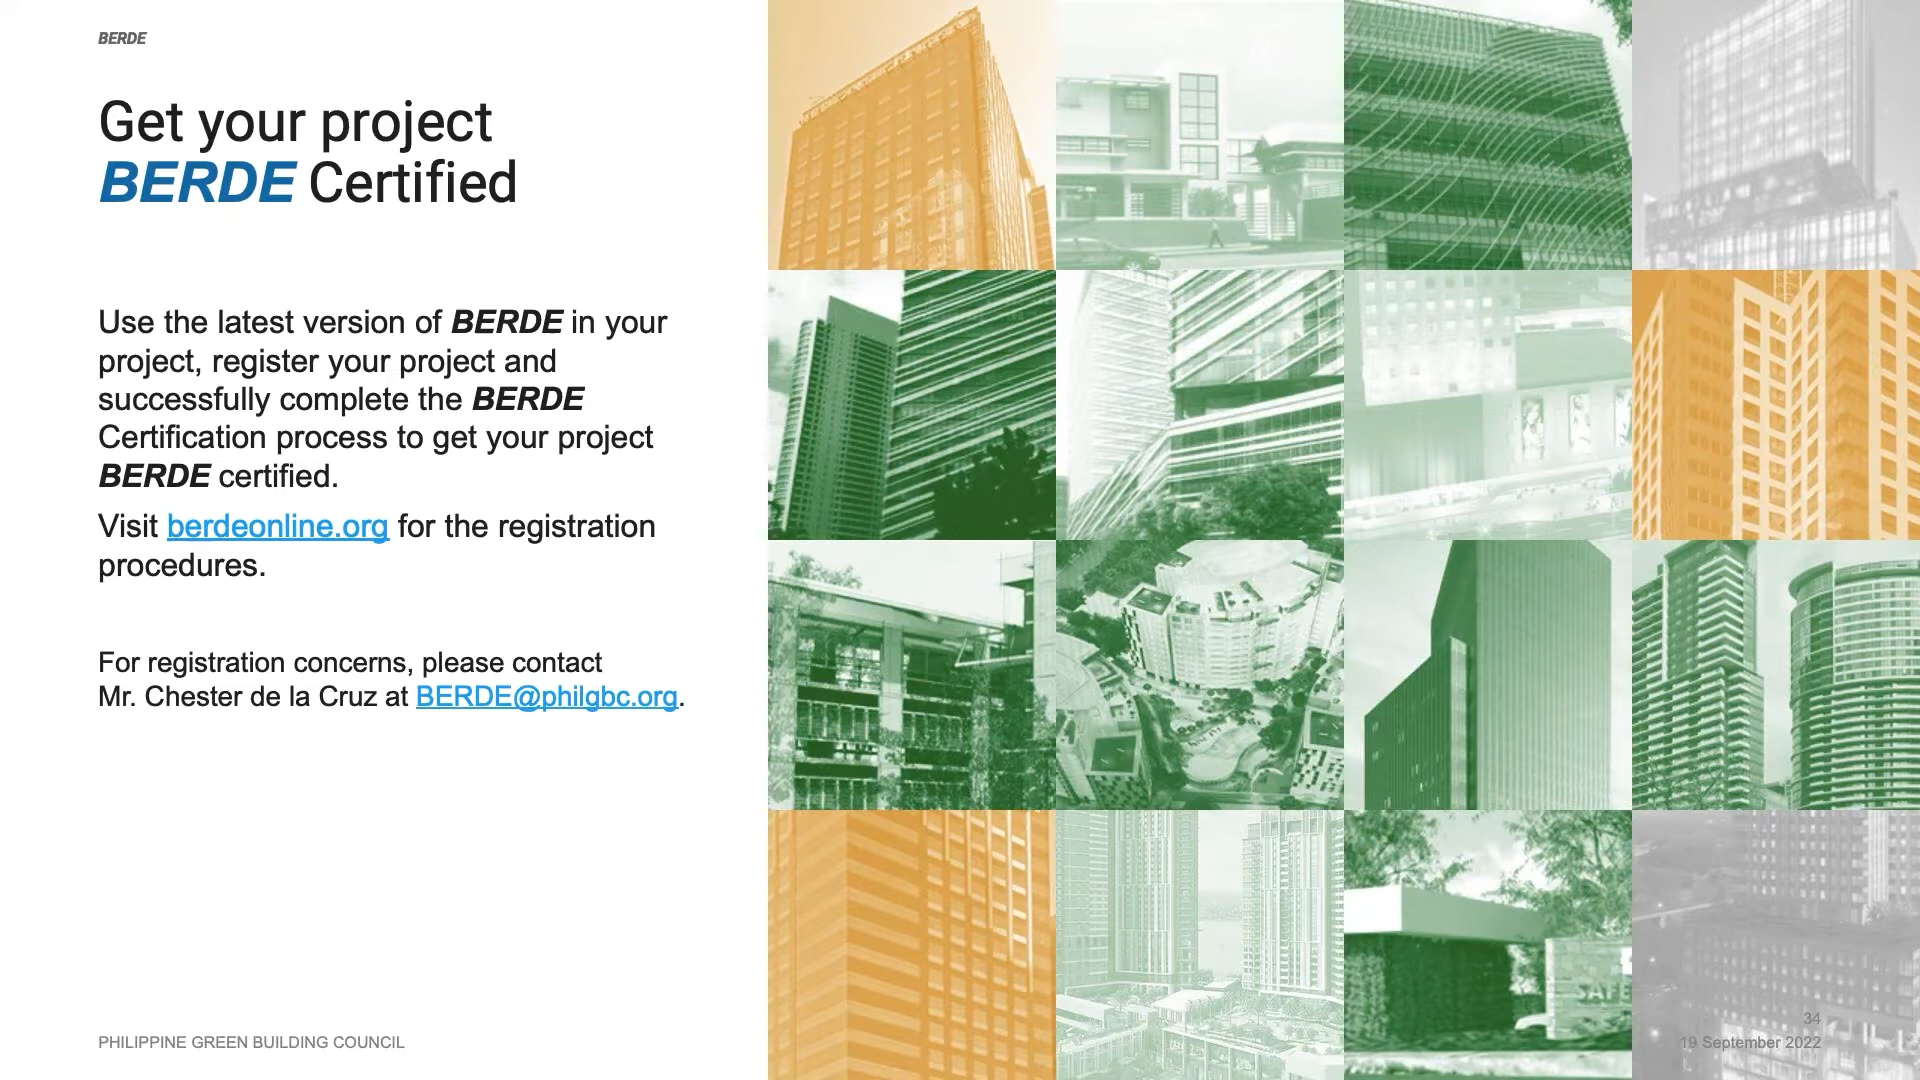 BERDE
Get your project
BERDE Certified
Use the latest version of BERDE in your
project, register your project and
successfully complete the BERDE
Certification process to get your project
BERDE certified.
Visit berdeonline.org for the registration
procedures.
For registration concerns, please contact
Mr. Chester de la Cruz at BERDE@philgbc.org.
PHILIPPINE GREEN BUILDING COUNCIL
34
19 September 2022